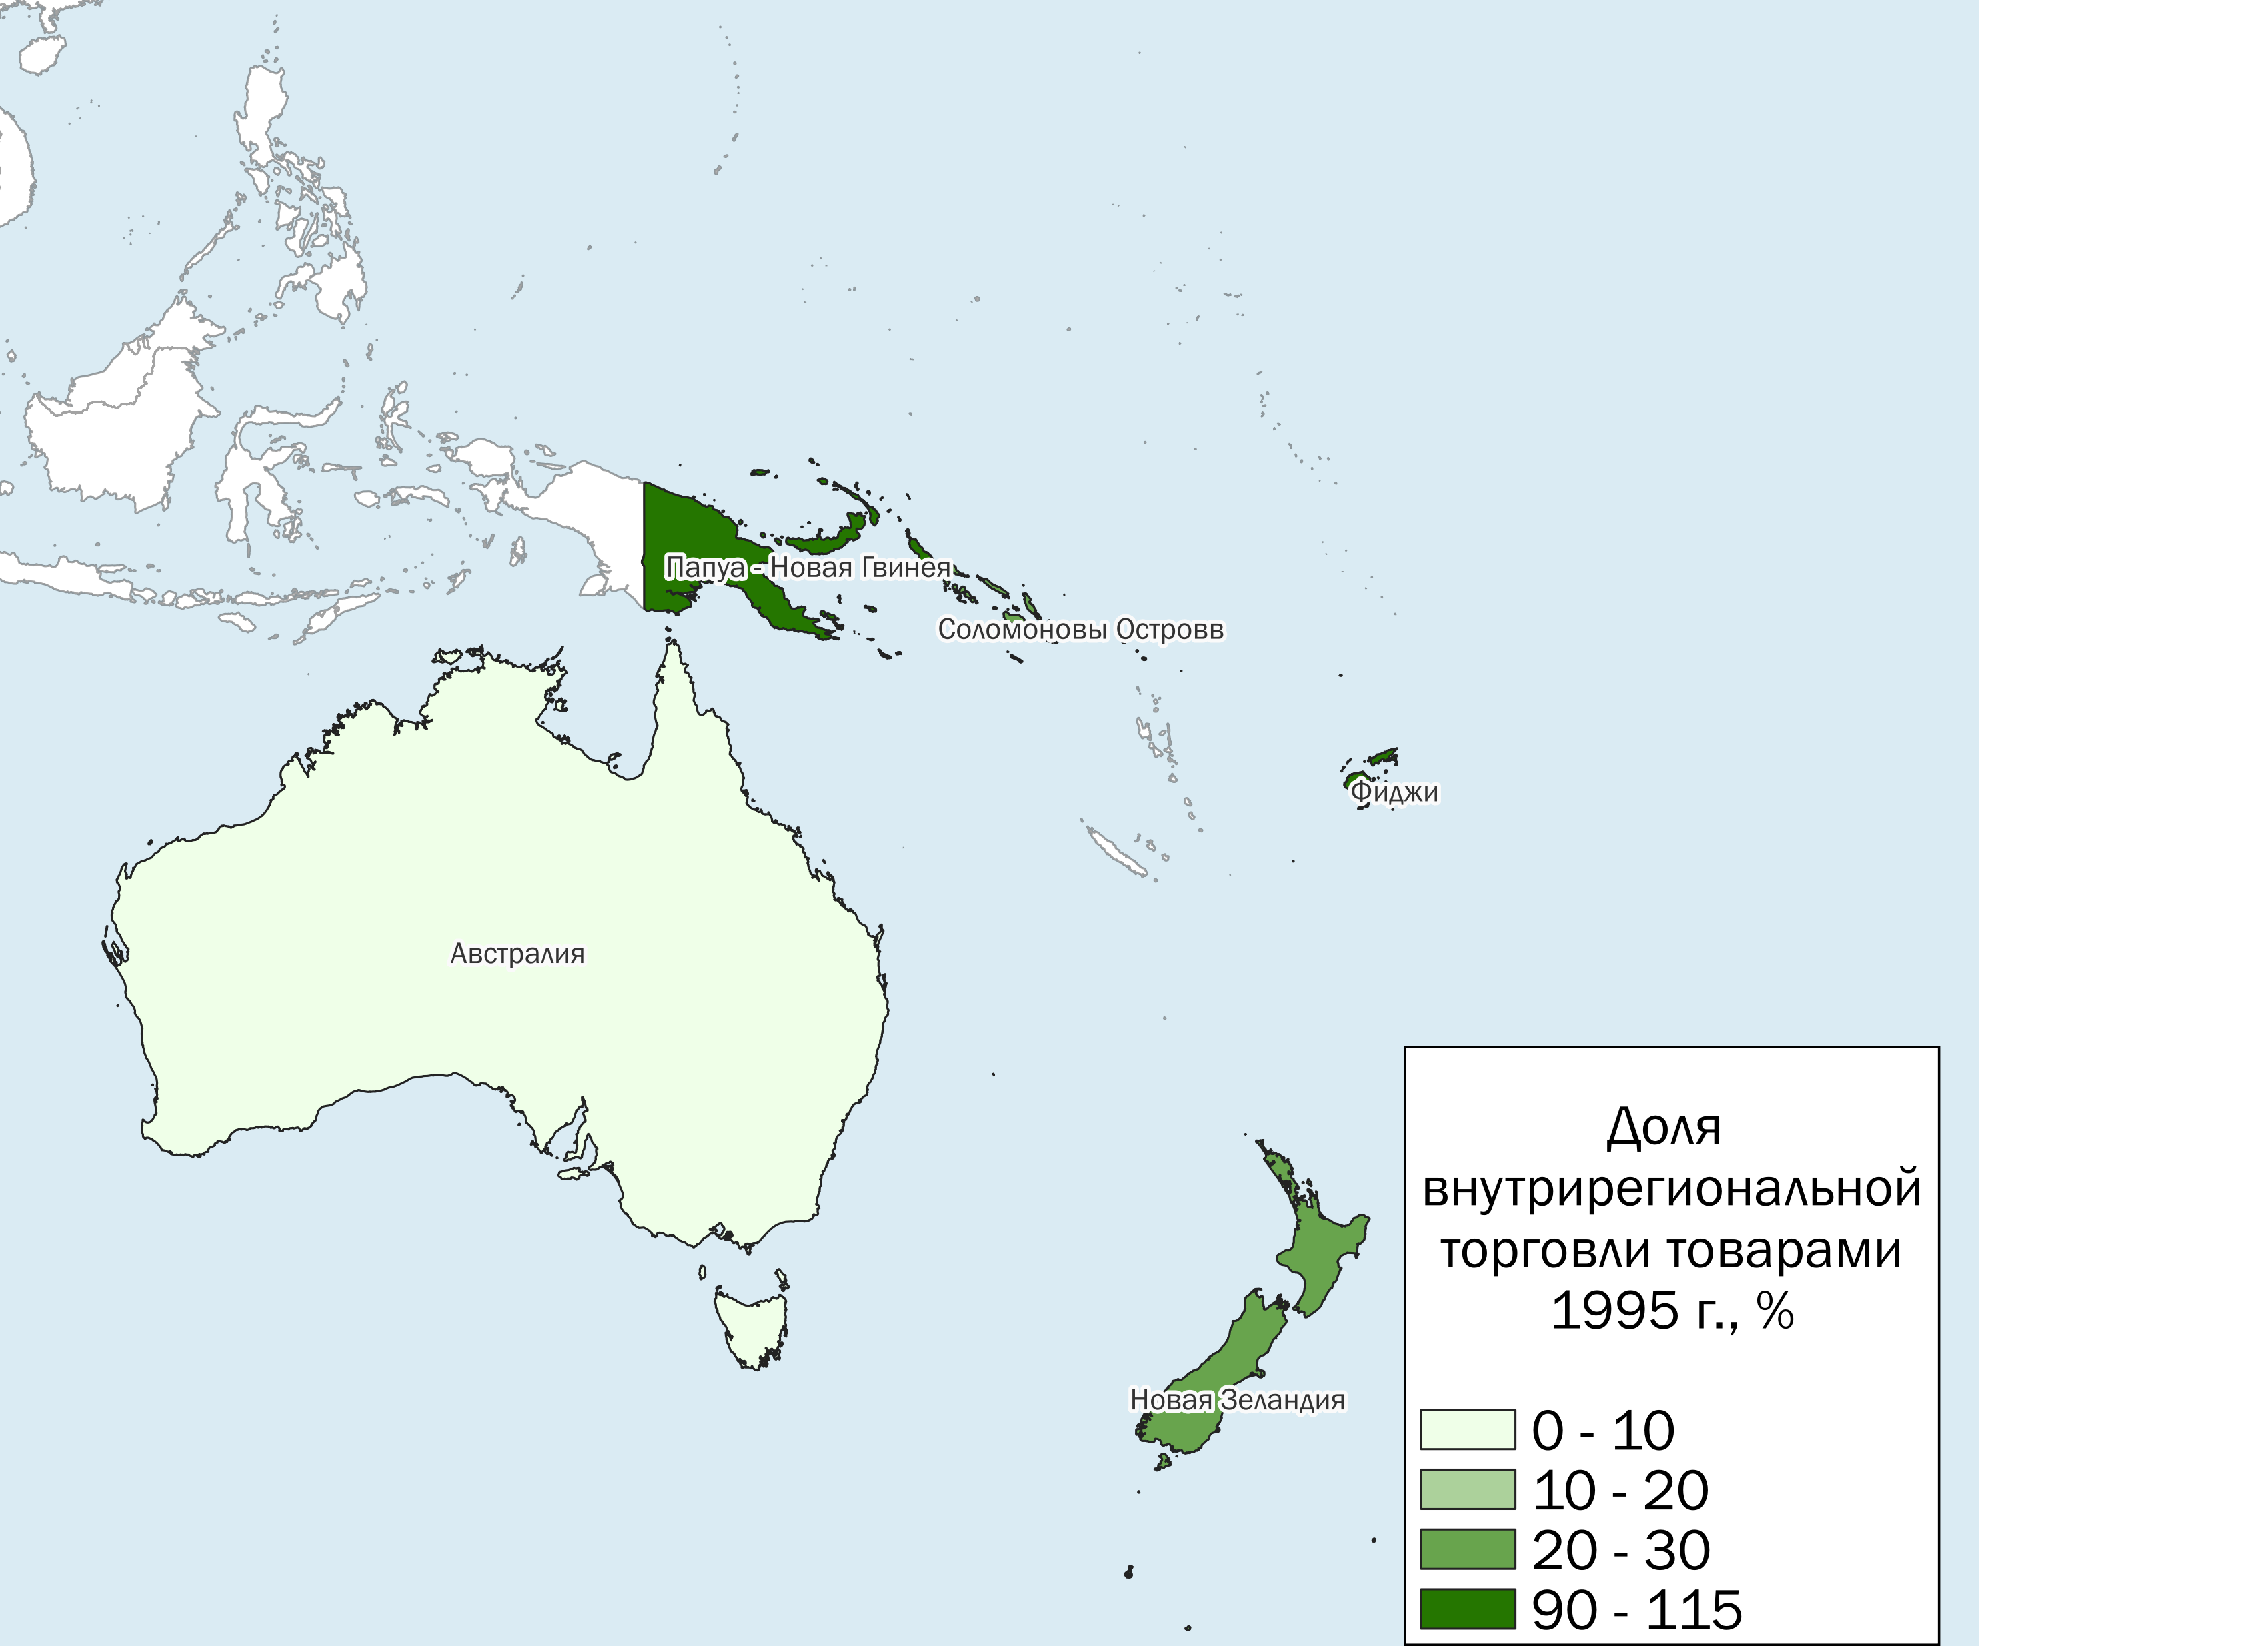 Папуа - Новая Гвинея
Соломоновы Островв
Фиджи
Австралия
Новая Зеландия
Доля
внутрирегиональной
торговли товарами
1995 г., %
0 - 10
10 - 20
20 - 30
90 - 115